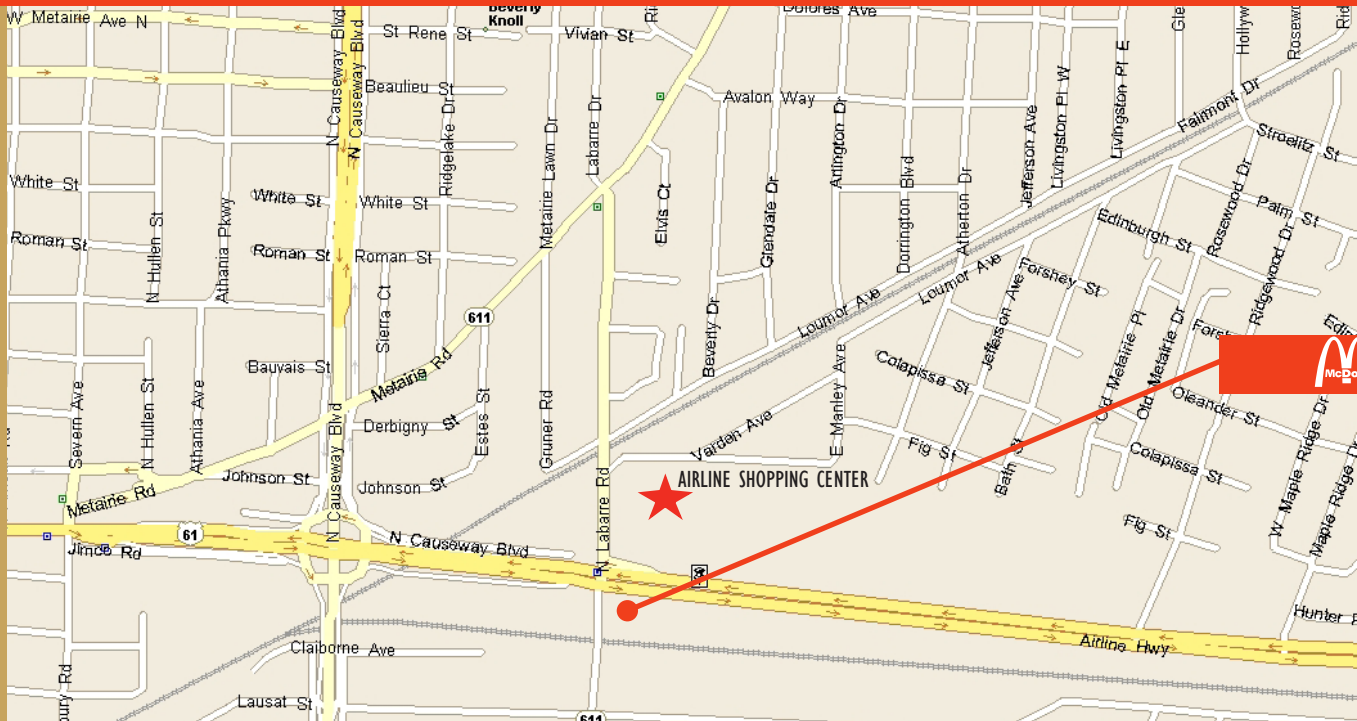 W Metairie Ave N
N Causeway Blvd
N Causeway Blvd
St Rene St
Beverly
Knoll
Vivian St
Dolores Ave
Beaulieu St
Ridgelake Dr
Metairie Lawn Dr
Labarre Dr
Avalon Way
Arlington Dr
Dorrington Blvd
Atherton Dr
Jefferson Ave
Livingston Pl W
Livingston Pl E
Fairmont Dr
Stroelitz St
White St
White St
White St
Roman St
Roman St
Roman St
N Hullen St
Athania Pkwy
Elvis Ct
Glendale Dr
Beverly Dr
Palm St
Rosewood Dr
Ridgewood Dr
Edinburgh St
Forshey St
Loumor Ave
Loumor Ave
Jefferson Ave
Old Metairie Pl
Old Metairie Dr
611
Sierra Ct
Metairie Rd
Bauvais St
Derbigny St
Estes St
Gruner Rd
E Manley Ave
Colapissa St
Oleander St
Varden Ave
Fig St
Bath St
Colapissa St
Fig St
W Maple Ridge Dr
Maple Ridge D
Severn Ave
N Hullen St
Athania Ave
Johnson St
Johnson St
Metairie Rd
N Causeway Blvd
N Labarre Rd
AIRLINE SHOPPING CENTER
61
N Causeway Blvd
Jimco Rd
Hunter
Airline Hwy
Claiborne Ave
Lausat St
611